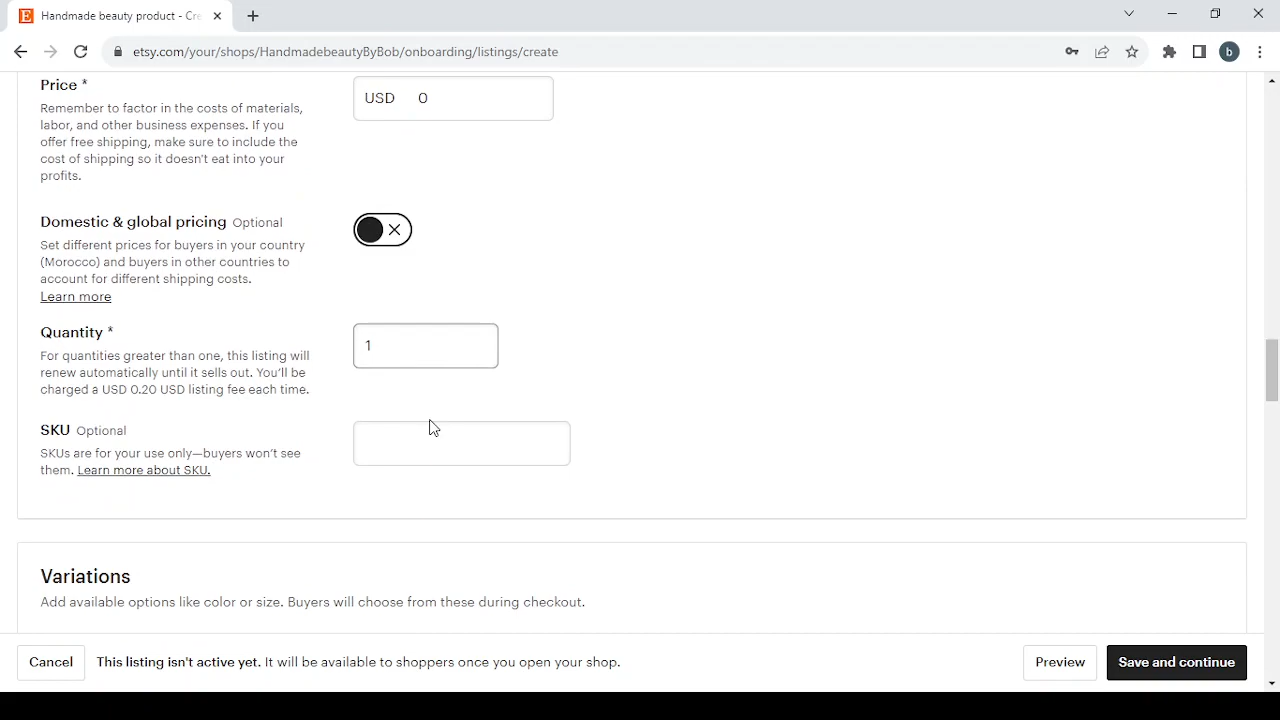 Handmade beauty product - Cre
etsy.com/your/shops/HandmadebeautyByBob/onboarding/listings/create
b
Price *
USD 0
Remember to factor in the costs of materials,
labor, and other business expenses. If you
offer free shipping, make sure to include the
cost of shipping so it doesn't eat into your
profits.
Domestic & global pricing Optional
Set different prices for buyers in your country
(Morocco) and buyers in other countries to
account for different shipping costs.
Learn more
Quantity *
1
For quantities greater than one, this listing will
renew automatically until it sells out. You'll be
charged a USD 0.20 USD listing fee each time.
SKU Optional
SKUs are for your use only—buyers won't see
them. Learn more about SKU.
Variations
Add available options like color or size. Buyers will choose from these during checkout.
Cancel This listing isn't active yet. It will be available to shoppers once you open your shop. Preview Save and continue